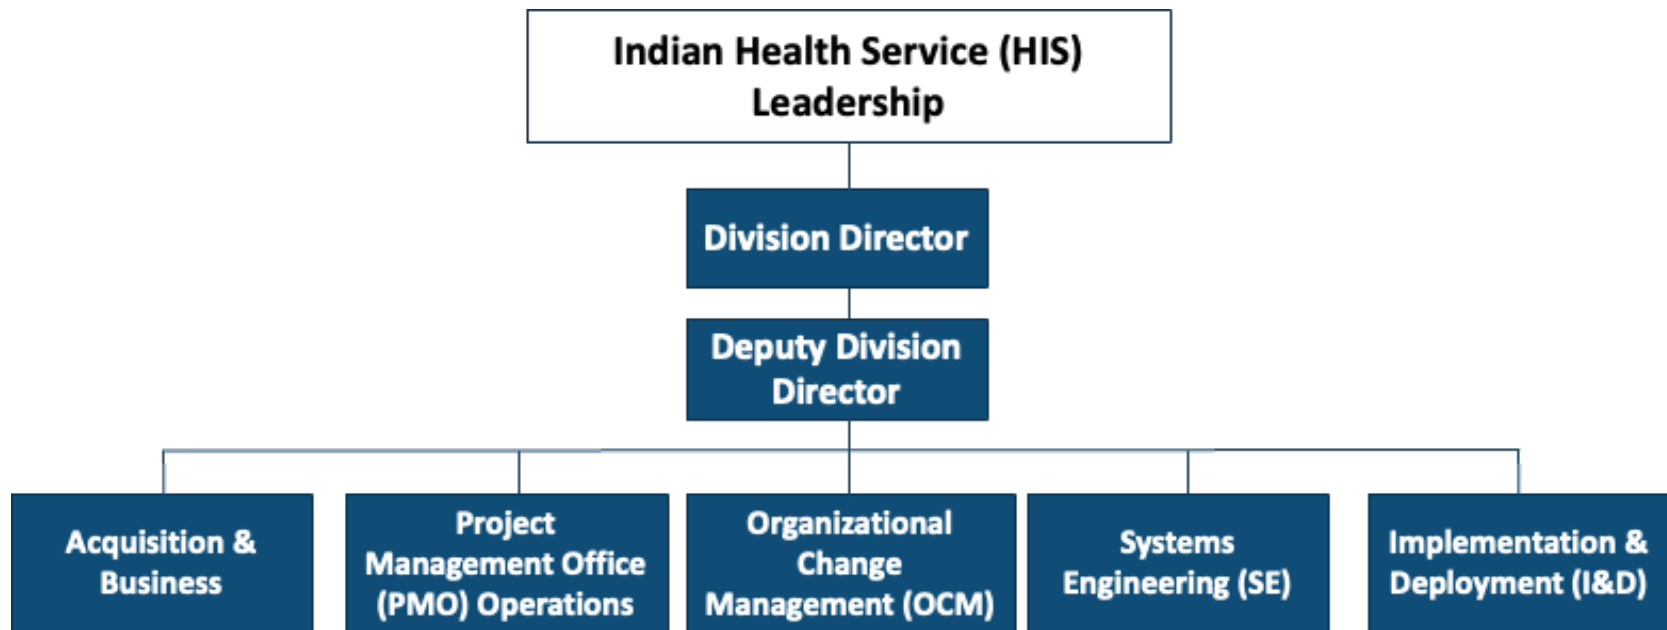 Indian Health Service (HIS)
Leadership
Division Director
Deputy Division
Director
Acquisition &
Business
Project
Management Office
(PMO) Operations
Organizational
Change
Management (OCM)
Systems
Engineering (SE)
Implementation &
Deployment (I&D)